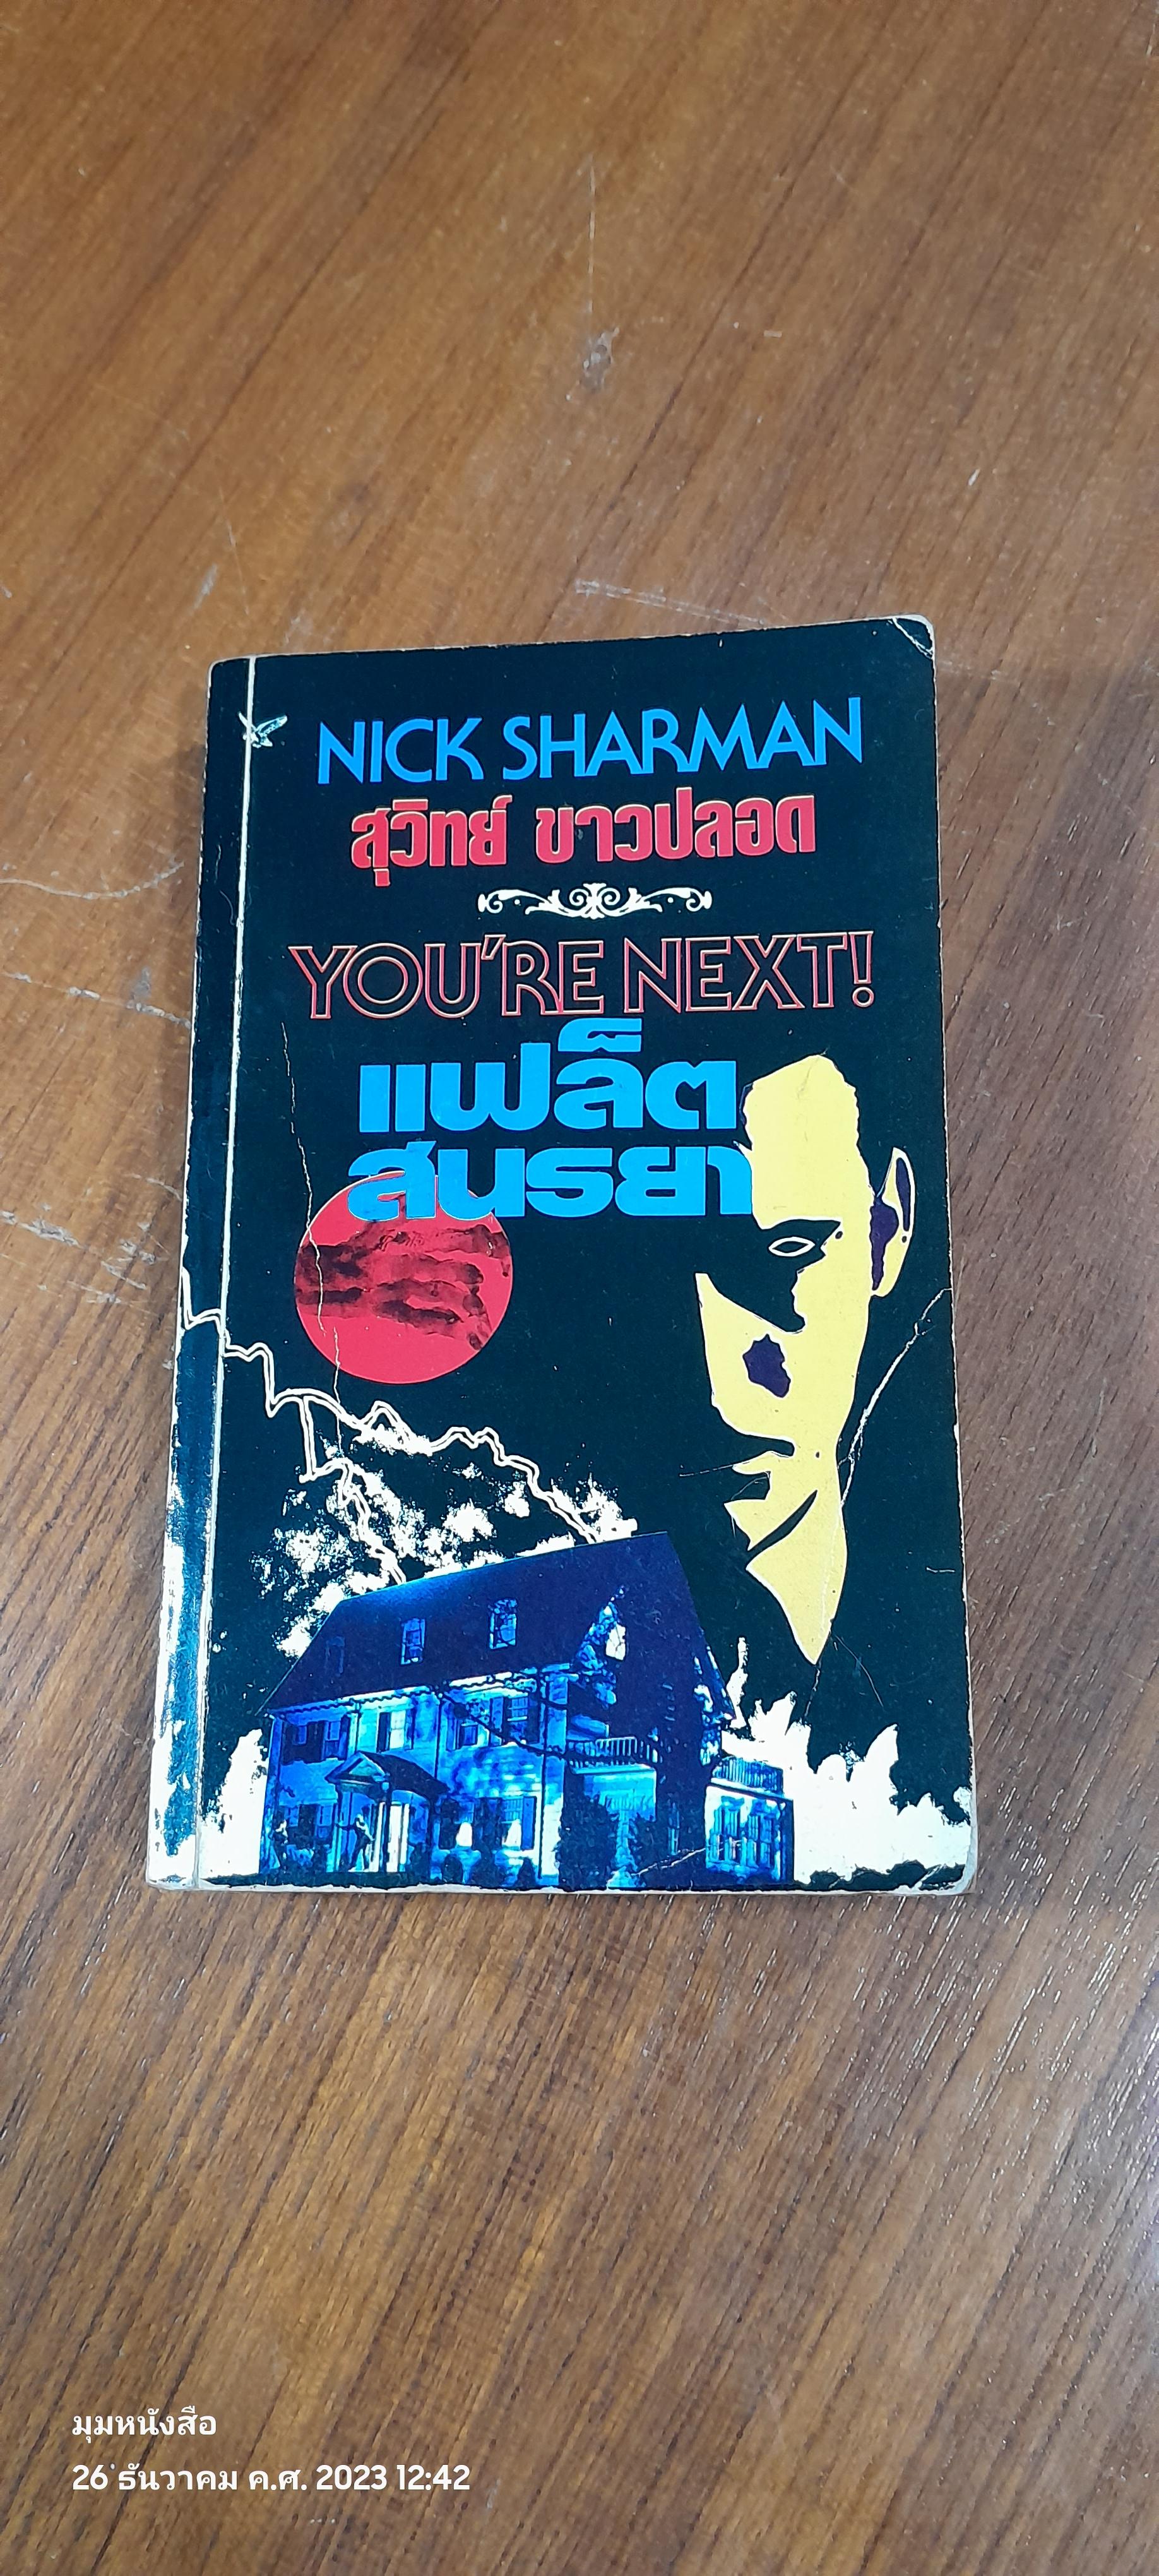 NICK SHARMAN
สุวิทย์ ขาวปลอด
YOU'RE NEXT!
แฟล็ต
สนธยา
มุมหนังสือ
26 ธันวาคม ค.ศ. 2023 12:42